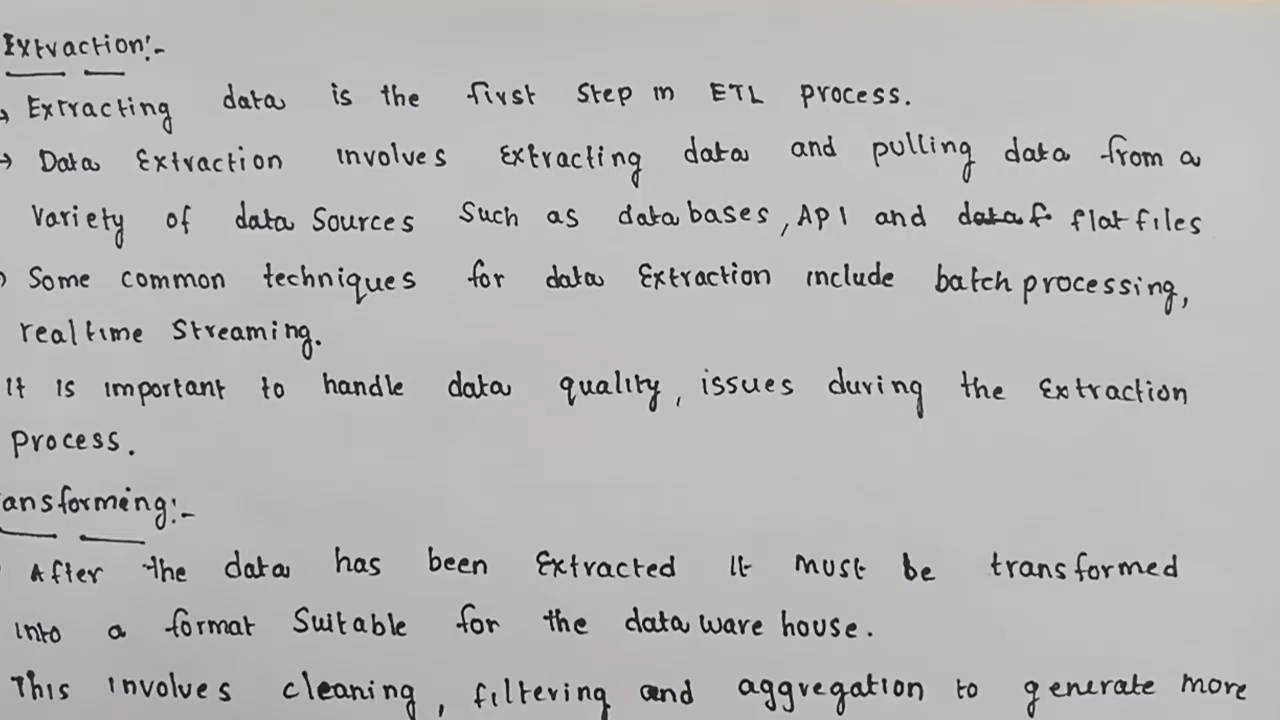 Extraction:-
→ Extracting data is the first step in ETL process.
→ Data Extraction involves extracting data and pulling data from a
variety of data sources such as databases, API and data f flat files
→ Some common techniques for data Extraction include batch processing,
real time streaming.
It is important to handle data quality, issues during the Extraction
process.
ansforming:-
After the data has been Extracted it must be transformed
into a format suitable for the data ware house.
This involves cleaning, filtering and aggregation to generate more